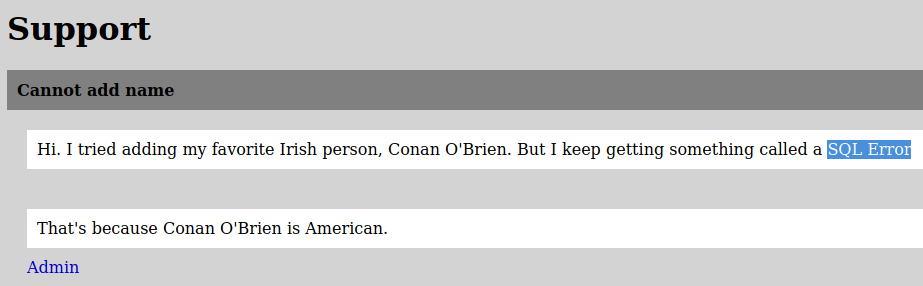 Support
Cannot add name
Hi. I tried adding my favorite Irish person, Conan O'Brien. But I keep getting something called a SQL Error
That's because Conan O'Brien is American.
Admin